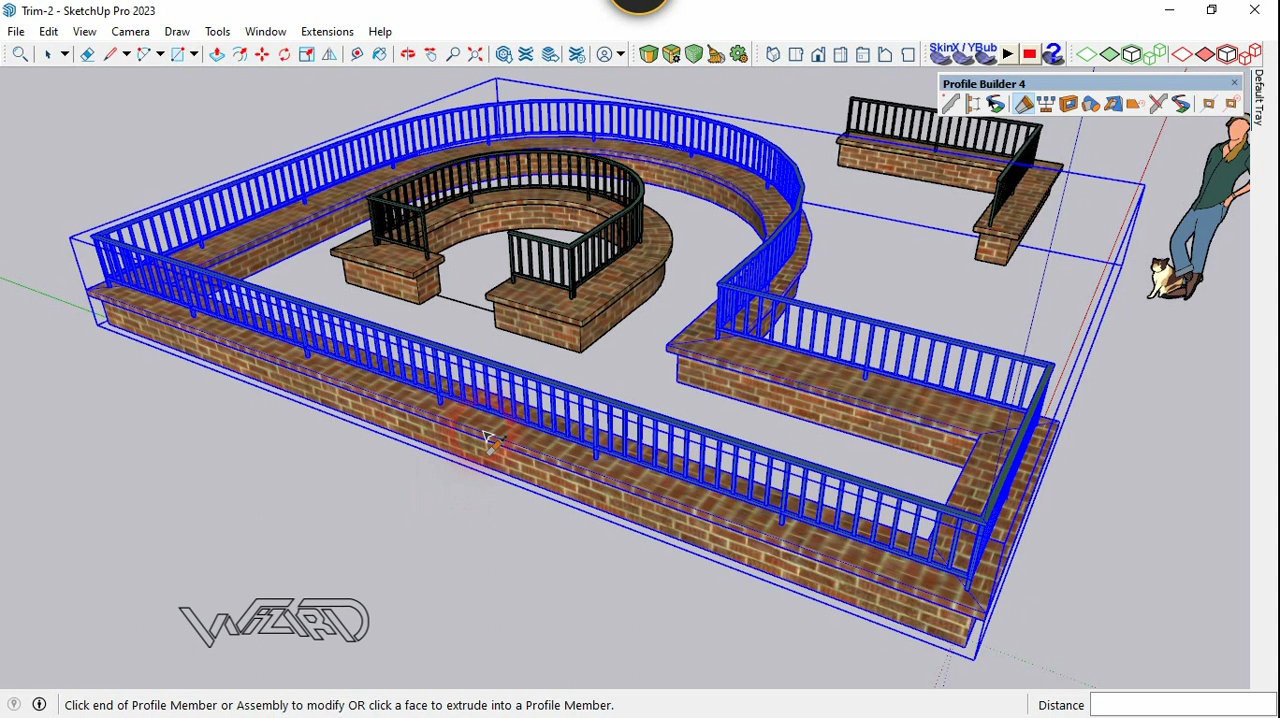 Trim-2 - SketchUp Pro 2023
File Edit View Camera Draw Tools Window Extensions Help
SkinX / YBub
Default Tray
Profile Builder 4
WIZARD
Click end of Profile Member or Assembly to modify OR click a face to extrude into a Profile Member.
Distance